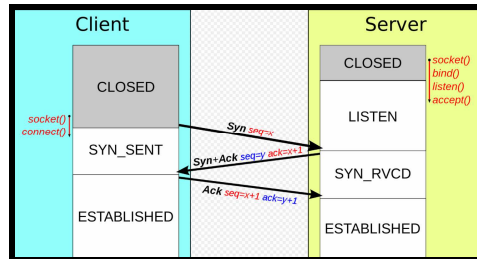 Client
Server
CLOSED
socket()
connect()
SYN_SENT
ESTABLISHED
Syn seq=x
Syn+Ack seq=y ack=x+1
Ack seq=x+1 ack=y+1
CLOSED
LISTEN
SYN_RVCD
ESTABLISHED
socket()
bind()
listen()
accept()